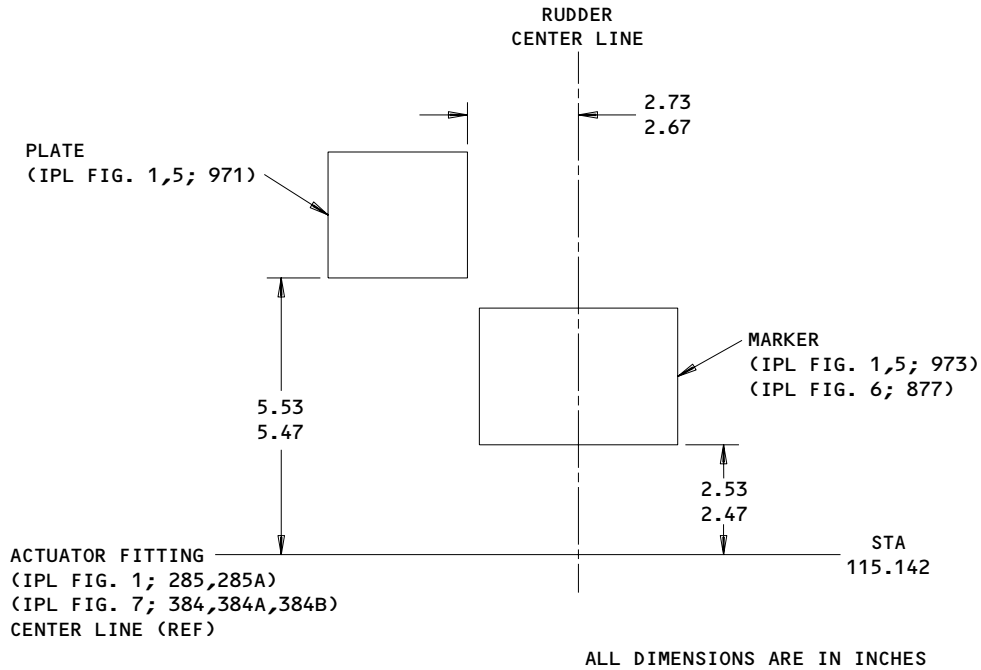 RUDDER
CENTER LINE
2.73
2.67
PLATE
(IPL FIG. 1,5; 971)
MARKER
(IPL FIG. 1,5; 973)
(IPL FIG. 6; 877)
5.53
5.47
2.53
2.47
ACTUATOR FITTING
(IPL FIG. 1; 285,285A)
(IPL FIG. 7; 384,384A,384B)
CENTER LINE (REF)
STA
115.142
ALL DIMENSIONS ARE IN INCHES